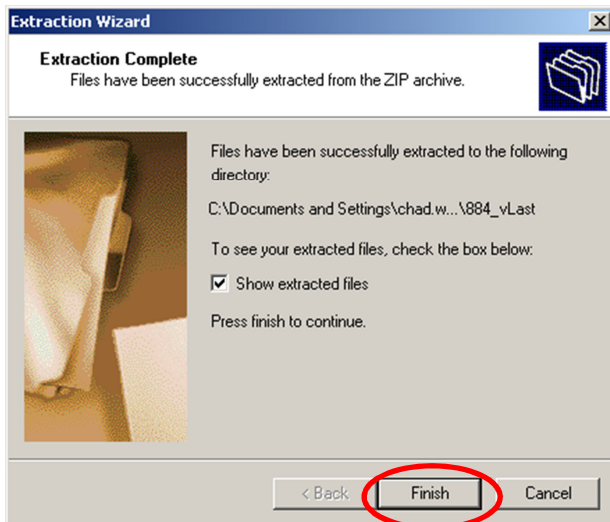 Extraction Wizard
Extraction Complete
Files have been successfully extracted from the ZIP archive.
Files have been successfully extracted to the following
directory:
C:\Documents and Settings\chad.w...\884_vLast
To see your extracted files, check the box below:
Show extracted files
Press finish to continue.
< Back Finish Cancel